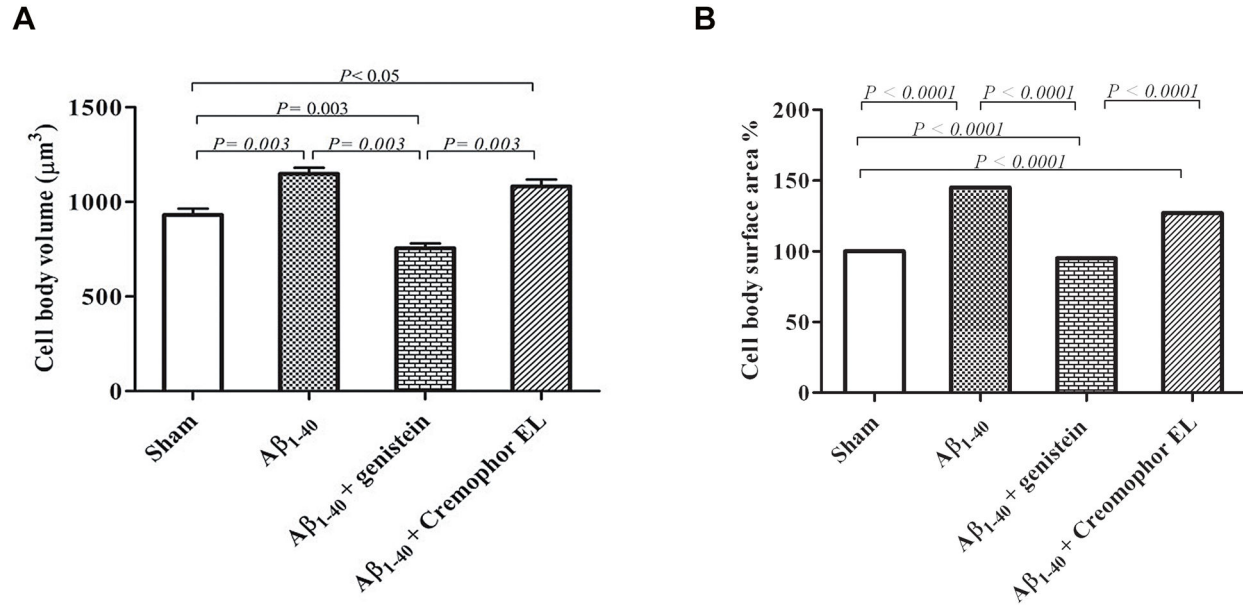 A
P< 0.05
P= 0.003
P= 0.003 P= 0.003 P= 0.003
Cell body volume (μm³)
1500
1000
500
0
Sham
Aβ₁₋₄₀
Aβ₁₋₄₀ + genistein
Aβ₁₋₄₀ + Cremophor EL
B
P < 0.0001 P < 0.0001 P < 0.0001
P < 0.0001
P < 0.0001
Cell body surface area %
200
150
100
50
0
Sham
Aβ₁₋₄₀
Aβ₁₋₄₀ + genistein
Aβ₁₋₄₀ + Creomophor EL